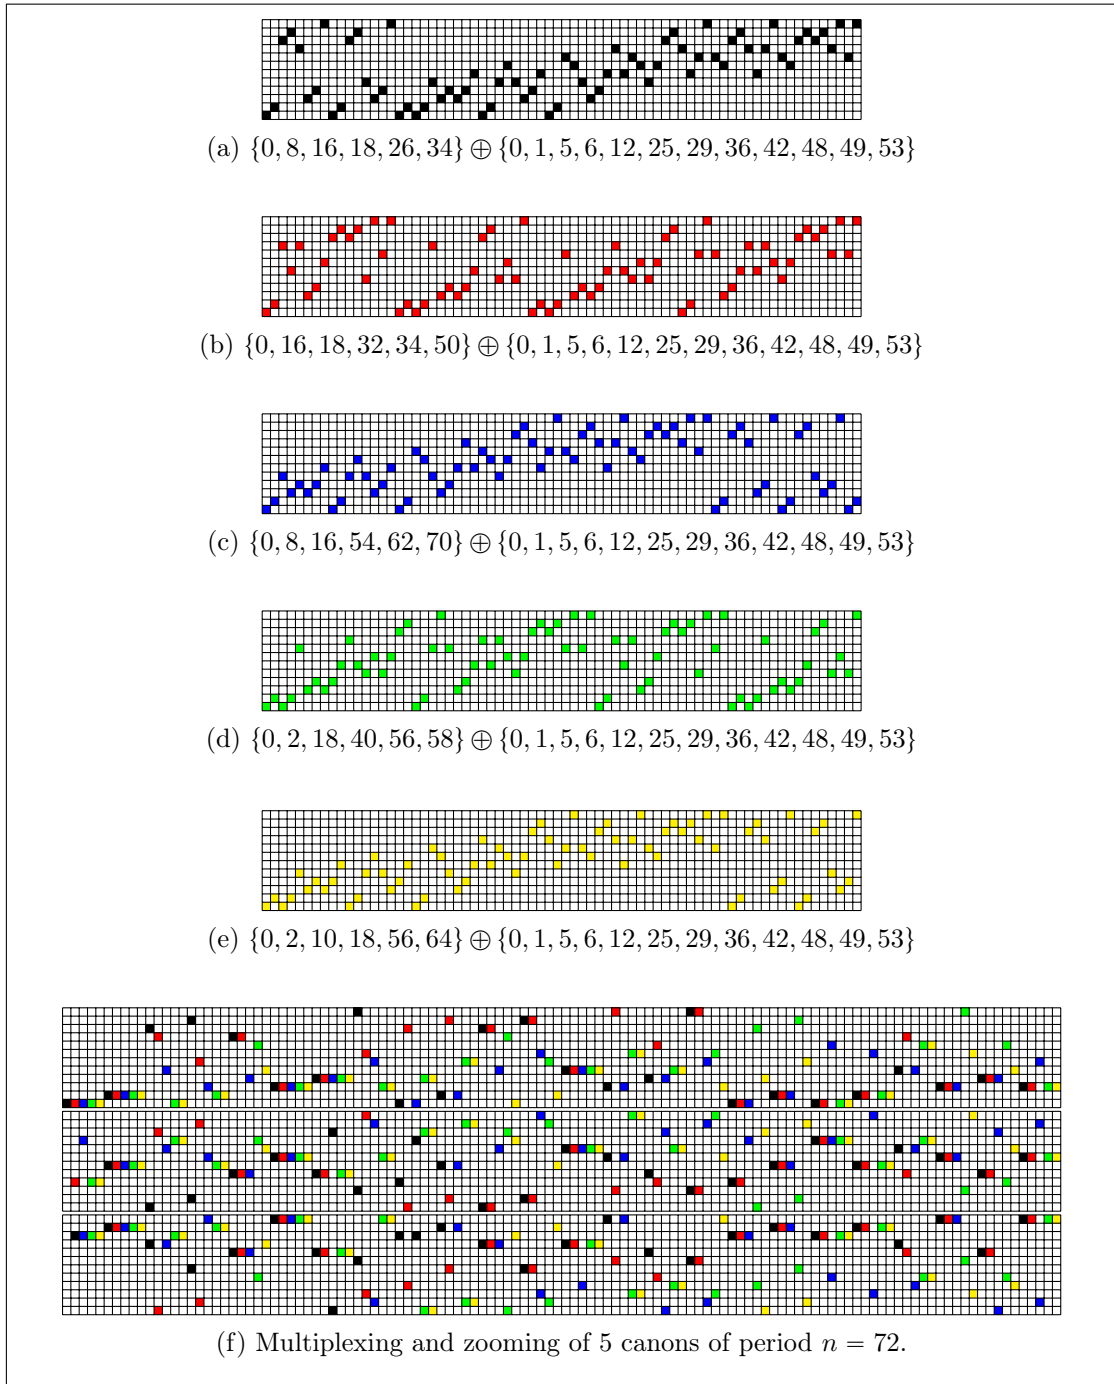 (a) {0, 8, 16, 18, 26, 34} ⊕ {0, 1, 5, 6, 12, 25, 29, 36, 42, 48, 49, 53}
(b) {0, 16, 18, 32, 34, 50} ⊕ {0, 1, 5, 6, 12, 25, 29, 36, 42, 48, 49, 53}
(c) {0, 8, 16, 54, 62, 70} ⊕ {0, 1, 5, 6, 12, 25, 29, 36, 42, 48, 49, 53}
(d) {0, 2, 18, 40, 56, 58} ⊕ {0, 1, 5, 6, 12, 25, 29, 36, 42, 48, 49, 53}
(e) {0, 2, 10, 18, 56, 64} ⊕ {0, 1, 5, 6, 12, 25, 29, 36, 42, 48, 49, 53}
(f) Multiplexing and zooming of 5 canons of period n = 72.